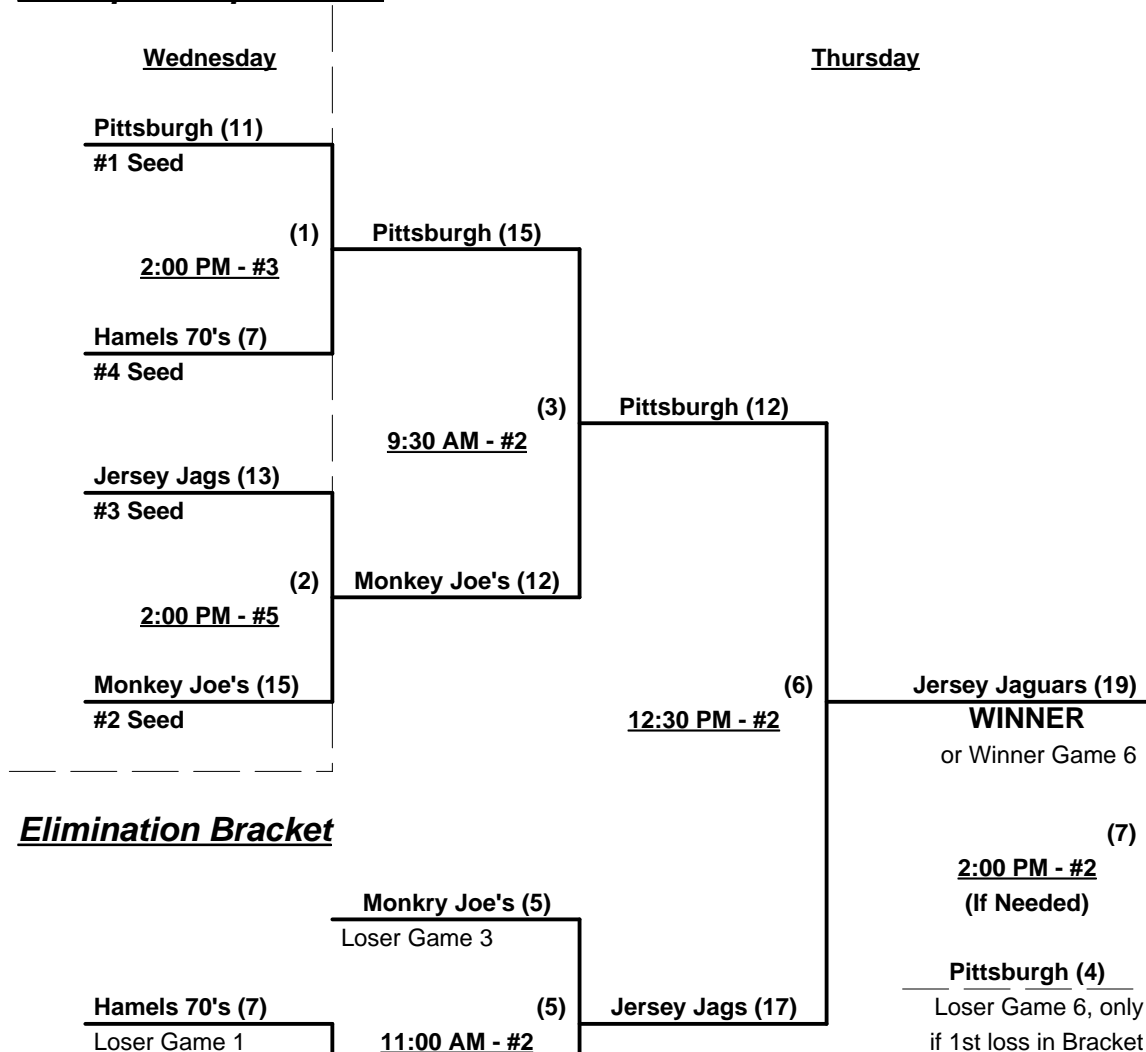 Wednesday
Thursday
Pittsburgh (11)
#1 Seed
(1)
Pittsburgh (15)
2:00 PM - #3
Hamels 70's (7)
#4 Seed
(3)
Pittsburgh (12)
9:30 AM - #2
Jersey Jags (13)
#3 Seed
(2)
Monkey Joe's (12)
2:00 PM - #5
Monkey Joe's (15)
(6)
Jersey Jaguars (19)
#2 Seed
12:30 PM - #2
WINNER
or Winner Game 6
Elimination Bracket
(7)
2:00 PM - #2
Monkry Joe's (5)
(If Needed)
Loser Game 3
Pittsburgh (4)
Hamels 70's (7)
(5)
Jersey Jags (17)
Loser Game 6, only
Loser Game 1
11:00 AM - #2
if 1st loss in Bracket